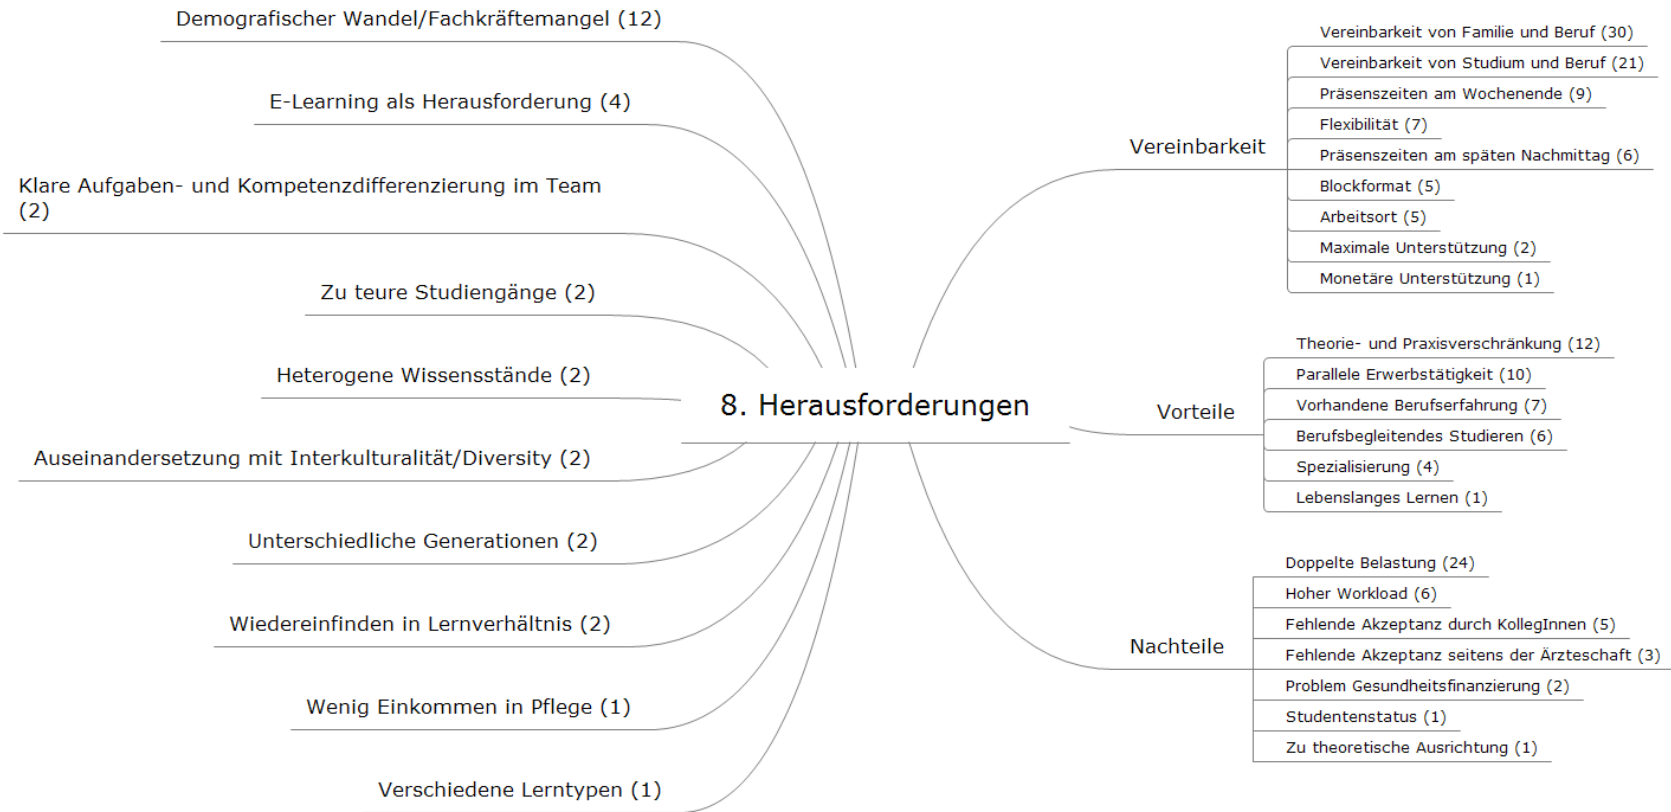 Demografischer Wandel/Fachkräftemangel (12)
E-Learning als Herausforderung (4)
Klare Aufgaben- und Kompetenzdifferenzierung im Team
(2)
Zu teure Studiengänge (2)
Heterogene Wissensstände (2)
Auseinandersetzung mit Interkulturalität/Diversity (2)
Unterschiedliche Generationen (2)
Wiedereinfinden in Lernverhältnis (2)
Wenig Einkommen in Pflege (1)
Verschiedene Lerntypen (1)
8. Herausforderungen
Vereinbarkeit
Vereinbarkeit von Familie und Beruf (30)
Vereinbarkeit von Studium und Beruf (21)
Präsenszeiten am Wochenende (9)
Flexibilität (7)
Präsenszeiten am späten Nachmittag (6)
Blockformat (5)
Arbeitsort (5)
Maximale Unterstützung (2)
Monetäre Unterstützung (1)
Vorteile
Theorie- und Praxisverschränkung (12)
Parallele Erwerbstätigkeit (10)
Vorhandene Berufserfahrung (7)
Berufsbegleitendes Studieren (6)
Spezialisierung (4)
Lebenslanges Lernen (1)
Nachteile
Doppelte Belastung (24)
Hoher Workload (6)
Fehlende Akzeptanz durch KollegInnen (5)
Fehlende Akzeptanz seitens der Ärzteschaft (3)
Problem Gesundheitsfinanzierung (2)
Studentenstatus (1)
Zu theoretische Ausrichtung (1)